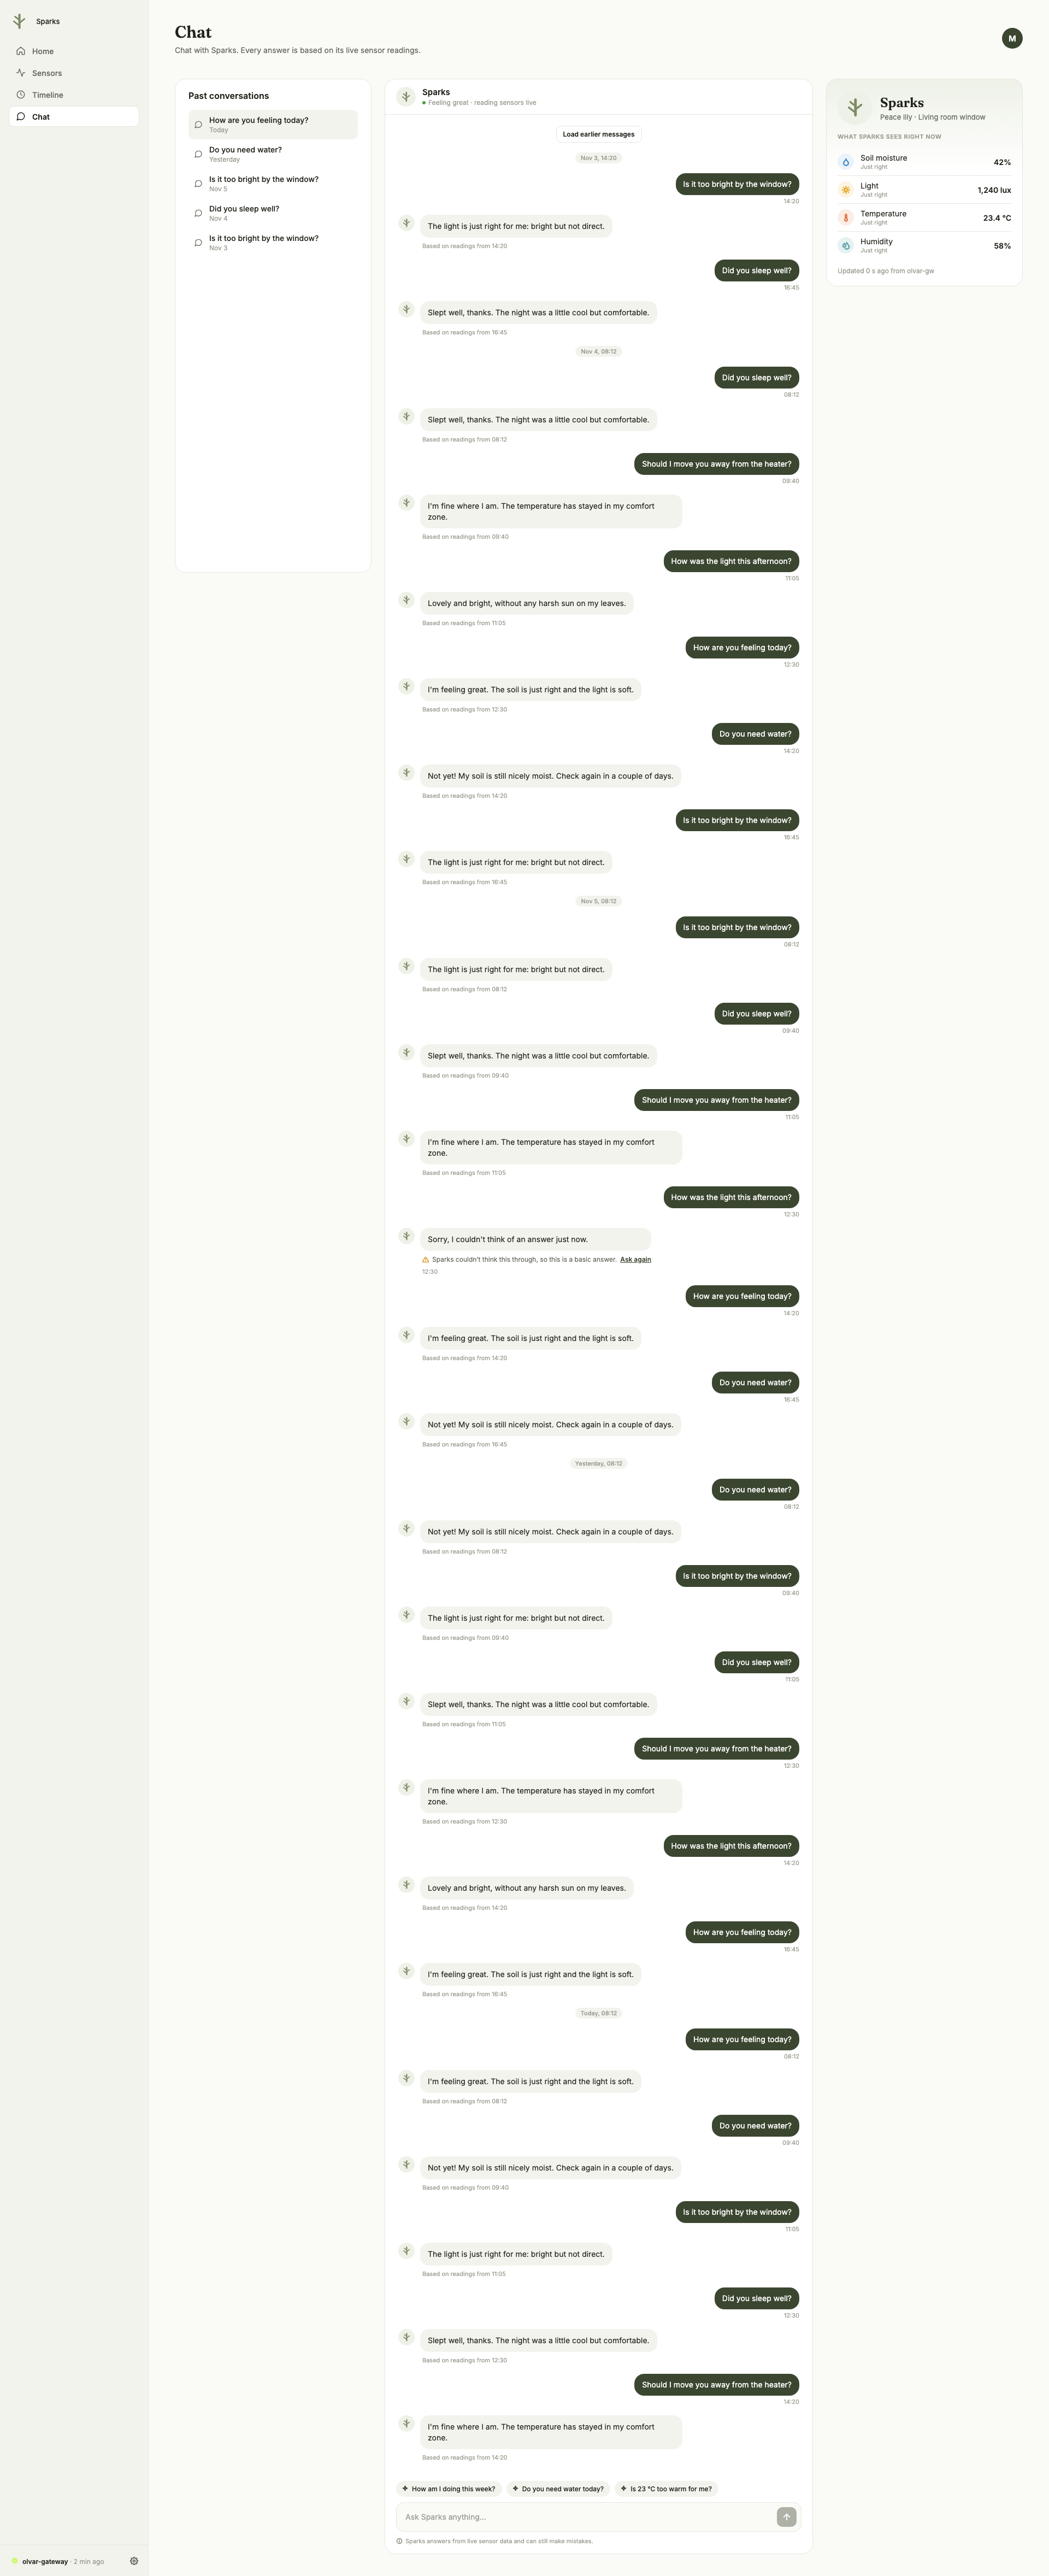 Sparks
Home
Sensors
Timeline
Chat
Chat
Chat with Sparks. Every answer is based on its live sensor readings.
M
Past conversations
How are you feeling today?
Today
Do you need water?
Yesterday
Is it too bright by the window?
Nov 5
Did you sleep well?
Nov 4
Is it too bright by the window?
Nov 3
Sparks
Feeling great · reading sensors live
Load earlier messages
Nov 3, 14:20
Is it too bright by the window?
14:20
The light is just right for me: bright but not direct.
Based on readings from 14:20
Did you sleep well?
16:45
Slept well, thanks. The night was a little cool but comfortable.
Based on readings from 16:45
Nov 4, 08:12
Did you sleep well?
08:12
Slept well, thanks. The night was a little cool but comfortable.
Based on readings from 08:12
Should I move you away from the heater?
09:40
I'm fine where I am. The temperature has stayed in my comfort
zone.
Based on readings from 09:40
How was the light this afternoon?
11:05
Lovely and bright, without any harsh sun on my leaves.
Based on readings from 11:05
How are you feeling today?
12:30
I'm feeling great. The soil is just right and the light is soft.
Based on readings from 12:30
Do you need water?
14:20
Not yet! My soil is still nicely moist. Check again in a couple of days.
Based on readings from 14:20
Is it too bright by the window?
16:45
The light is just right for me: bright but not direct.
Based on readings from 16:45
Nov 5, 08:12
Is it too bright by the window?
08:12
The light is just right for me: bright but not direct.
Based on readings from 08:12
Did you sleep well?
09:40
Slept well, thanks. The night was a little cool but comfortable.
Based on readings from 09:40
Should I move you away from the heater?
11:05
I'm fine where I am. The temperature has stayed in my comfort
zone.
Based on readings from 11:05
How was the light this afternoon?
12:30
Sorry, I couldn't think of an answer just now.
Sparks couldn't think this through, so this is a basic answer. Ask again
12:30
How are you feeling today?
14:20
I'm feeling great. The soil is just right and the light is soft.
Based on readings from 14:20
Do you need water?
16:45
Not yet! My soil is still nicely moist. Check again in a couple of days.
Based on readings from 16:45
Yesterday, 08:12
Do you need water?
08:12
Not yet! My soil is still nicely moist. Check again in a couple of days.
Based on readings from 08:12
Is it too bright by the window?
09:40
The light is just right for me: bright but not direct.
Based on readings from 09:40
Did you sleep well?
11:05
Slept well, thanks. The night was a little cool but comfortable.
Based on readings from 11:05
Should I move you away from the heater?
12:30
I'm fine where I am. The temperature has stayed in my comfort
zone.
Based on readings from 12:30
How was the light this afternoon?
14:20
Lovely and bright, without any harsh sun on my leaves.
Based on readings from 14:20
How are you feeling today?
16:45
I'm feeling great. The soil is just right and the light is soft.
Based on readings from 16:45
Today, 08:12
How are you feeling today?
08:12
I'm feeling great. The soil is just right and the light is soft.
Based on readings from 08:12
Do you need water?
09:40
Not yet! My soil is still nicely moist. Check again in a couple of days.
Based on readings from 09:40
Is it too bright by the window?
11:05
The light is just right for me: bright but not direct.
Based on readings from 11:05
Did you sleep well?
12:30
Slept well, thanks. The night was a little cool but comfortable.
Based on readings from 12:30
Should I move you away from the heater?
14:20
I'm fine where I am. The temperature has stayed in my comfort
zone.
Based on readings from 14:20
How am I doing this week?
Do you need water today?
Is 23 °C too warm for me?
Ask Sparks anything...
Sparks answers from live sensor data and can still make mistakes.
Sparks
Peace lily · Living room window
WHAT SPARKS SEES RIGHT NOW
Soil moisture
Just right
42%
Light
Just right
1,240 lux
Temperature
Just right
23.4 °C
Humidity
Just right
58%
Updated 0 s ago from olvar-gw
olvar-gateway · 2 min ago